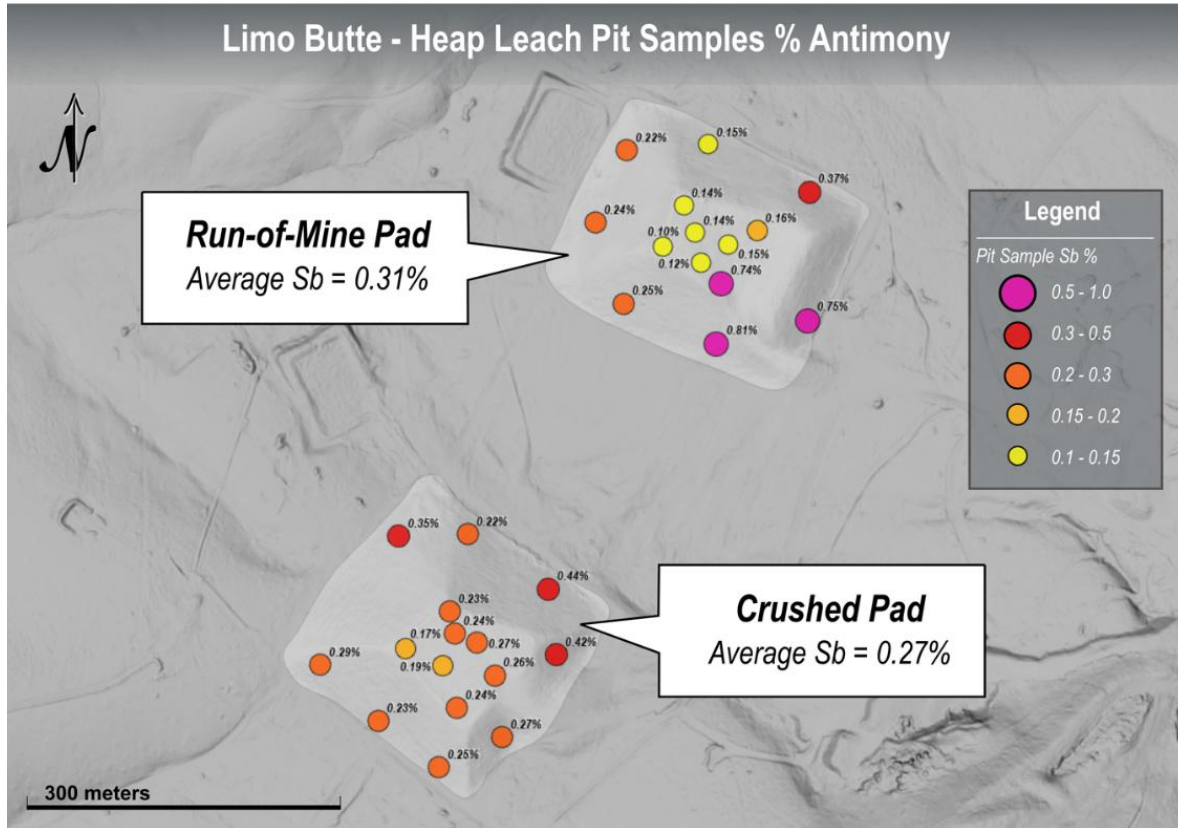 Limo Butte - Heap Leach Pit Samples % Antimony
N
0.22%
0.15%
0.37%
0.14%
0.24%
0.14%
0.16%
0.10%
0.15%
0.12%
0.74%
0.25%
0.75%
0.81%
Run-of-Mine Pad
Average Sb = 0.31%
Legend
Pit Sample Sb %
0.5 - 1.0
0.3 - 0.5
0.2 - 0.3
0.15 - 0.2
0.1 - 0.15
0.35%
0.22%
0.44%
0.23%
0.24%
0.17%
0.27%
0.42%
0.19%
0.29%
0.26%
0.24%
0.23%
0.27%
0.25%
Crushed Pad
Average Sb = 0.27%
300 meters